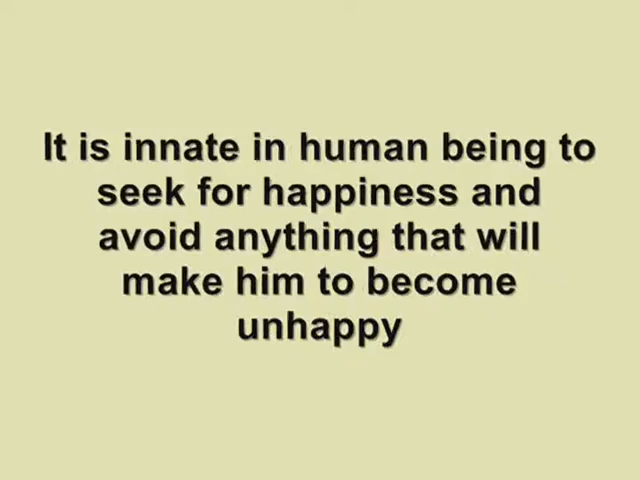 It is innate in human being to
seek for happiness and
avoid anything that will
make him to become
unhappy